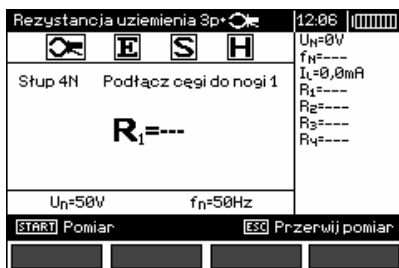 Rezystancja uziemienia 3p+
12:06
E S H
UN=0V
fN=---
IL=0,0mA
R1=---
R2=---
R3=---
R4=---
Słup 4N Podłącz cęgi do nogi 1
R1=---
Un=50V fn=50Hz
START Pomiar
ESC Przerwij pomiar